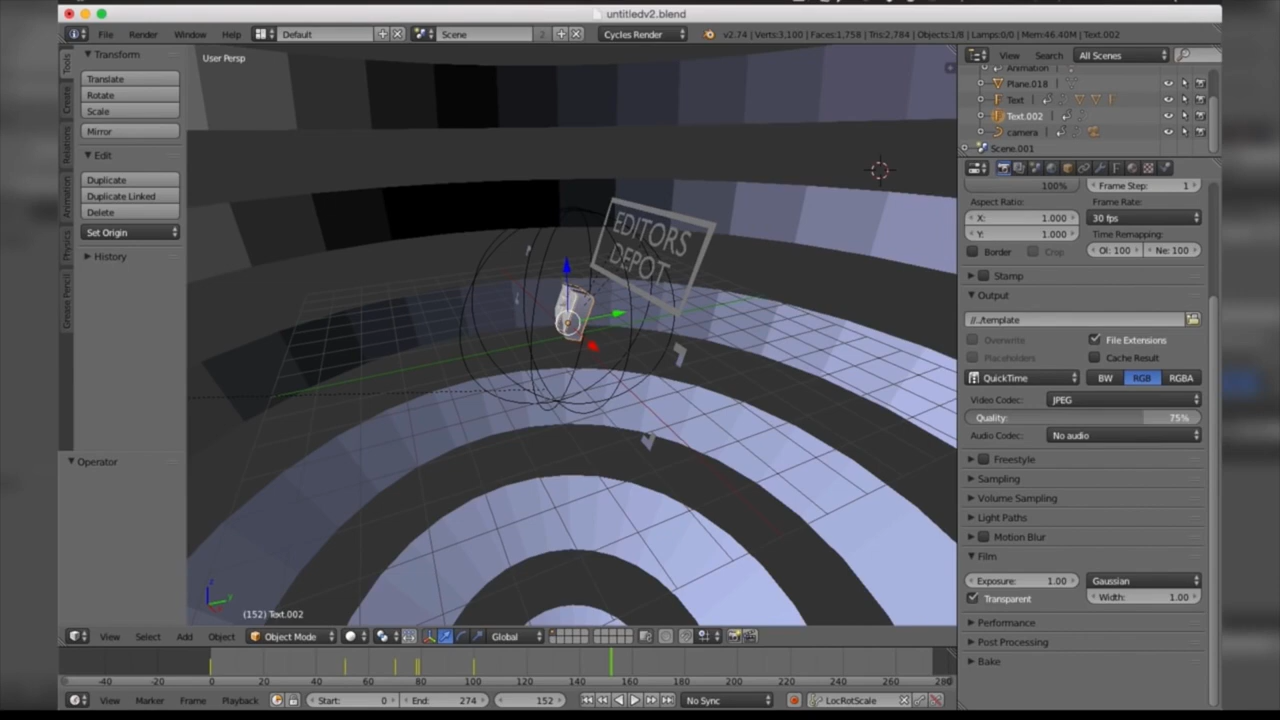 untitledv2.blend
File Render Window Help Default Scene 2 Cycles Render v2.74 | Verts:3,100 | Faces:1,758 | Tris:2,784 | Objects:1/8 | Lamps:0/0 | Mem:46.40M | Text.002
View Search All Scenes
Animation
Plane.018
Text
Text.002
camera
Scene.001
Tools
Create
Relations
Animation
Physics
Grease Pencil
Transform
Translate
Rotate
Scale
Mirror
Edit
Duplicate
Duplicate Linked
Delete
Set Origin
History
Operator
User Persp
EDITORS
DEPOT
(152) Text.002
100% Frame Step: 1
Aspect Ratio: Frame Rate:
X: 1.000 30 fps
Y: 1.000 Time Remapping:
Border Crop Ol: 100 Ne: 100
Stamp
Output
//../template
Overwrite File Extensions
Placeholders Cache Result
QuickTime BW RGB RGBA
Video Codec: JPEG
Quality: 75%
Audio Codec: No audio
Freestyle
Sampling
Volume Sampling
Light Paths
Motion Blur
Film
Exposure: 1.00 Gaussian
Transparent Width: 1.00
Performance
Post Processing
Bake
View Select Add Object Object Mode Global
-40 -20 0 20 40 60 80 100 120 140 160 180 200 220 240 260 280
View Marker Frame Playback Start: 0 End: 274 152 No Sync LocRotScale